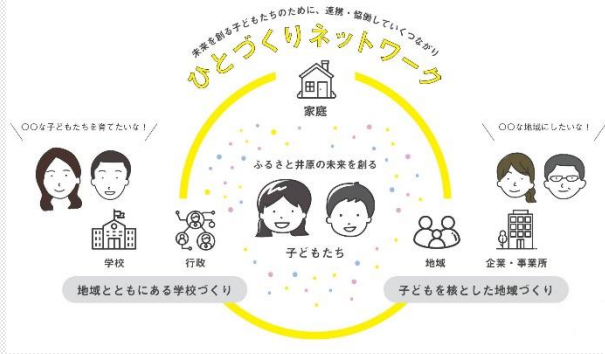 未来を創る子どもたちのために、連携・協働していくつながり
ひとづくりネットワーク
家庭
○○な子どもたちを育てたいな！
○○な地域にしたいな！
ふるさと井原の未来を創る
子どもたち
学校
行政
地域
企業・事業所
地域とともにある学校づくり
子どもを核とした地域づくり